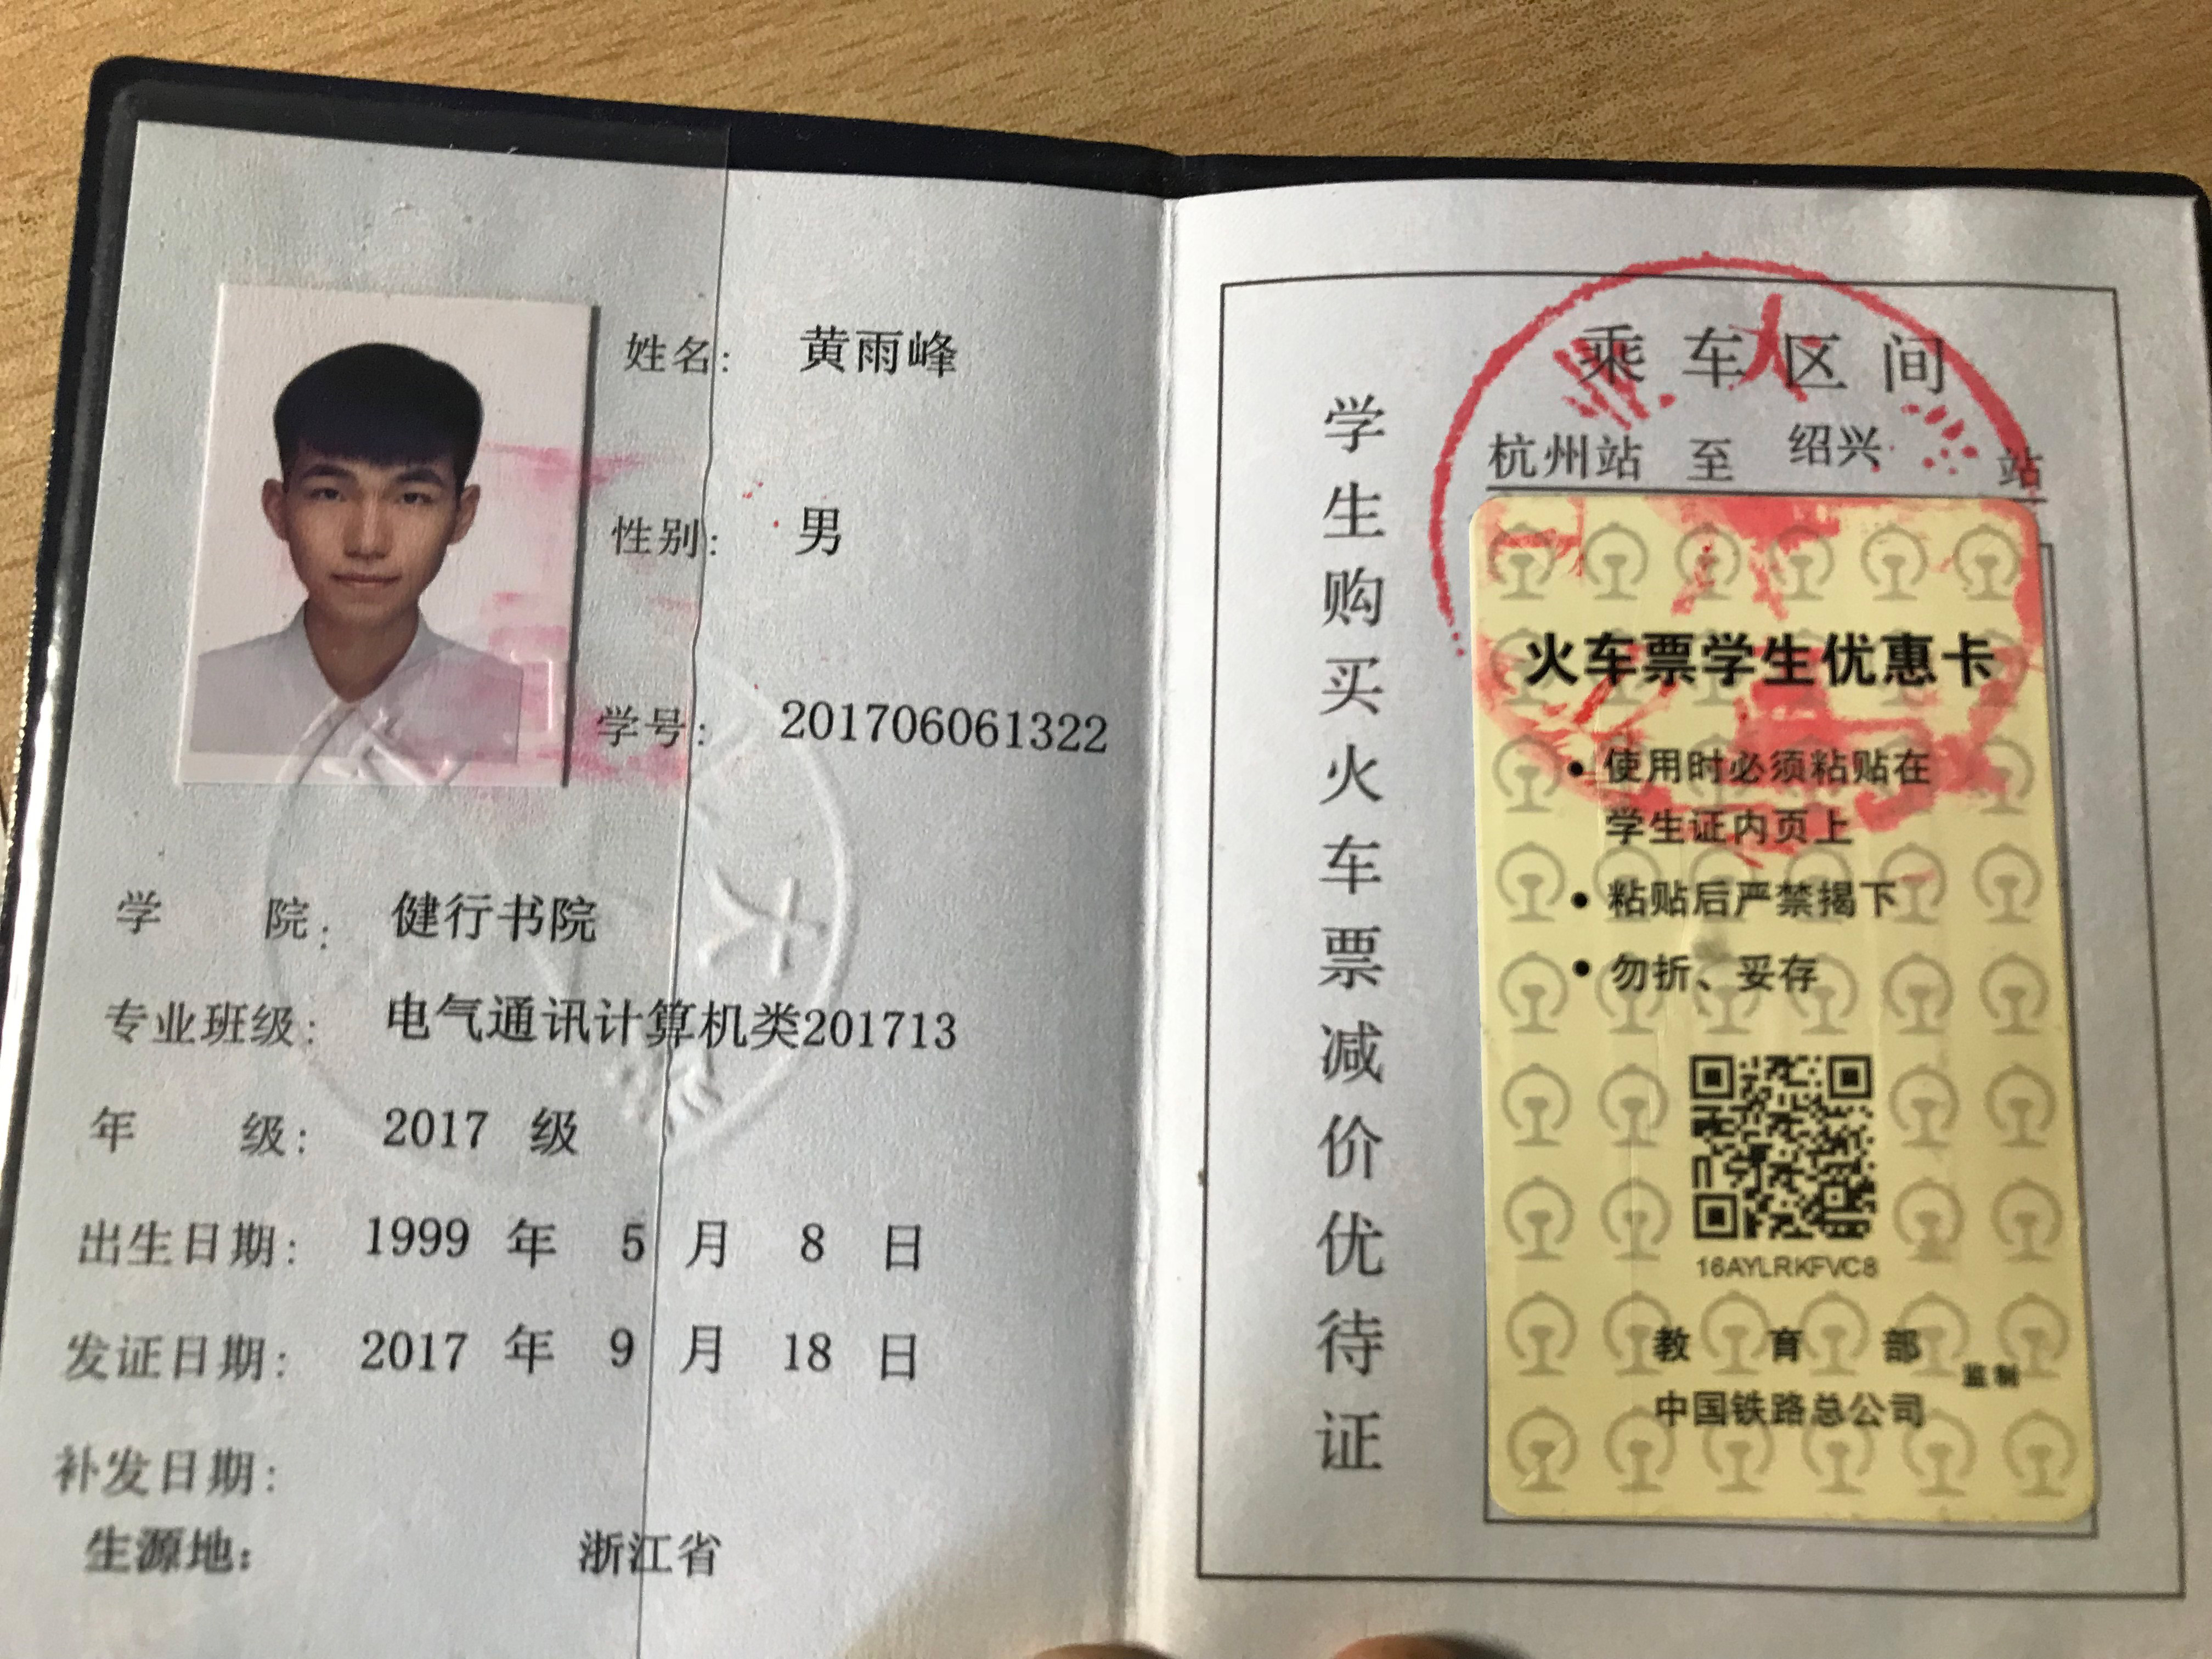 姓名： 黄雨峰
性别： 男
学号： 201706061322
学 院： 健行书院
专业班级： 电气通讯计算机类201713
年 级： 2017 级
出生日期： 1999 年 5 月 8 日
发证日期： 2017 年 9 月 18 日
补发日期：
生源地： 浙江省
学生购买火车票减价优待证
乘车区间
杭州站 至 绍兴 站
火车票学生优惠卡
• 使用时必须粘贴在
学生证内页上
• 粘贴后严禁揭下
• 勿折、妥存
16AYLRKFVC8
教 育 部
监制
中国铁路总公司